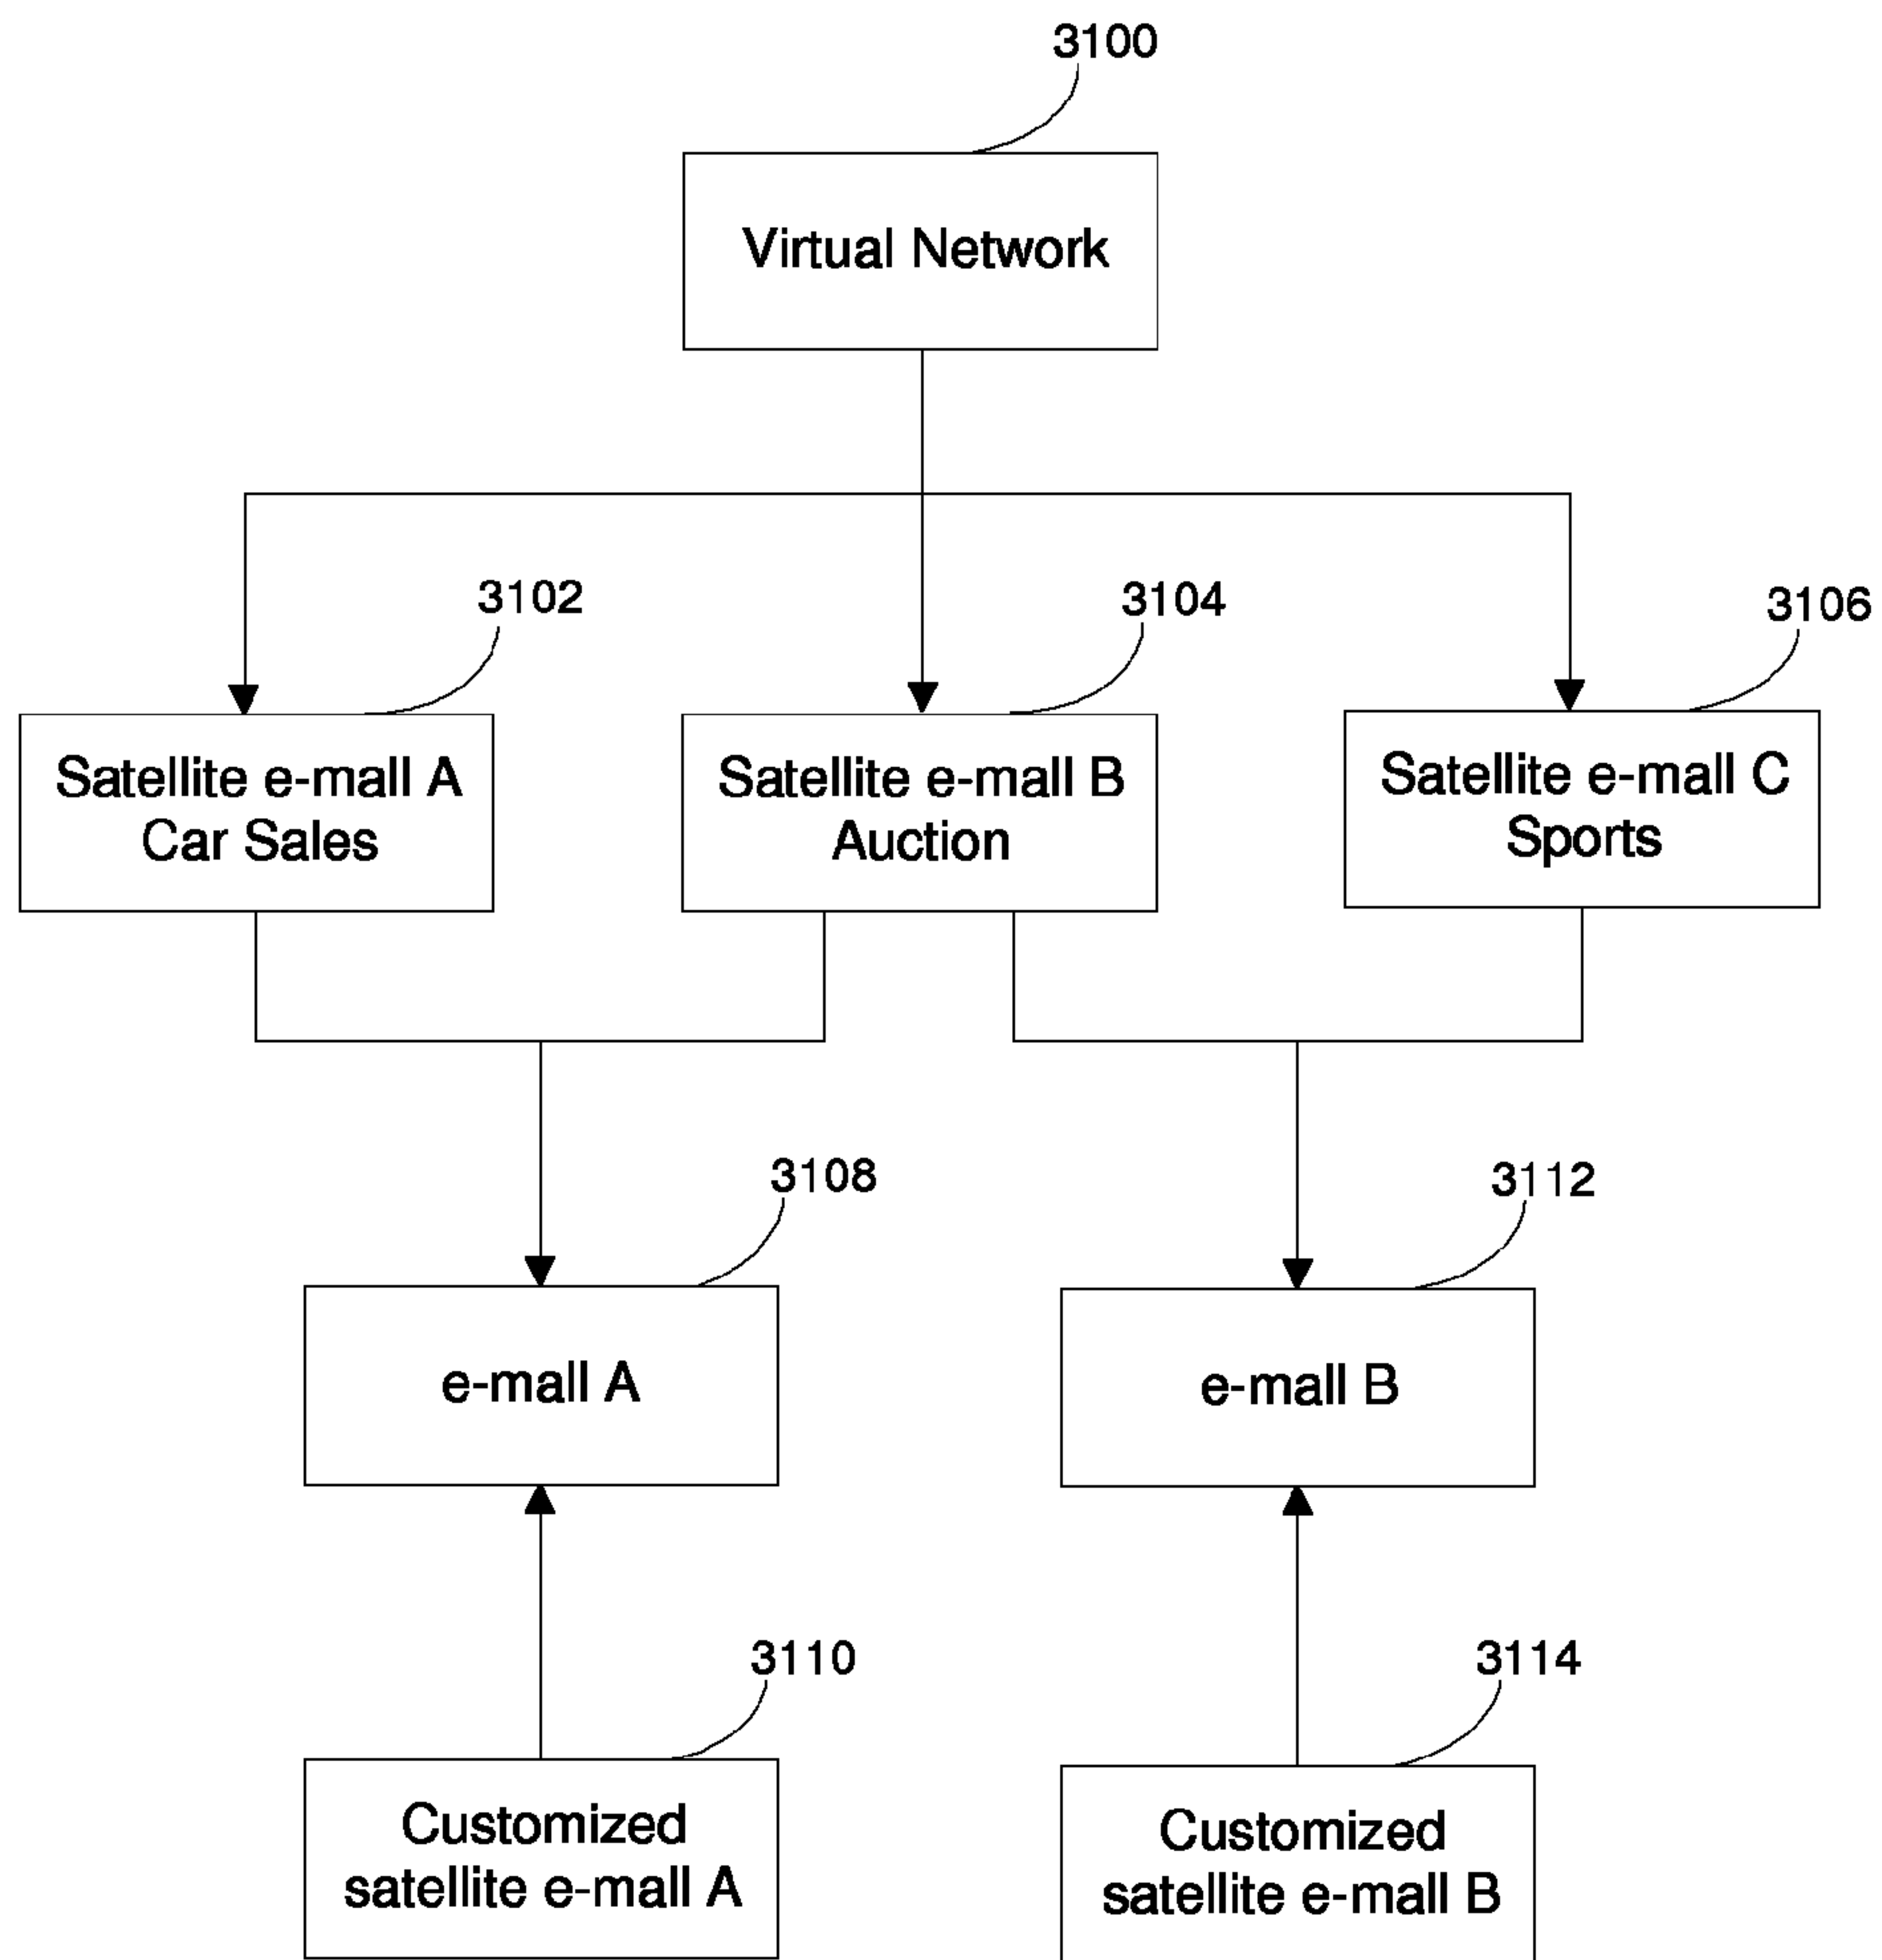 3100
Virtual Network
3102
3104
3106
Satellite e-mall A
Car Sales
Satellite e-mall B
Auction
Satellite e-mall C
Sports
3108
3112
e-mall A
e-mall B
3110
3114
Customized
satellite e-mall A
Customized
satellite e-mall B